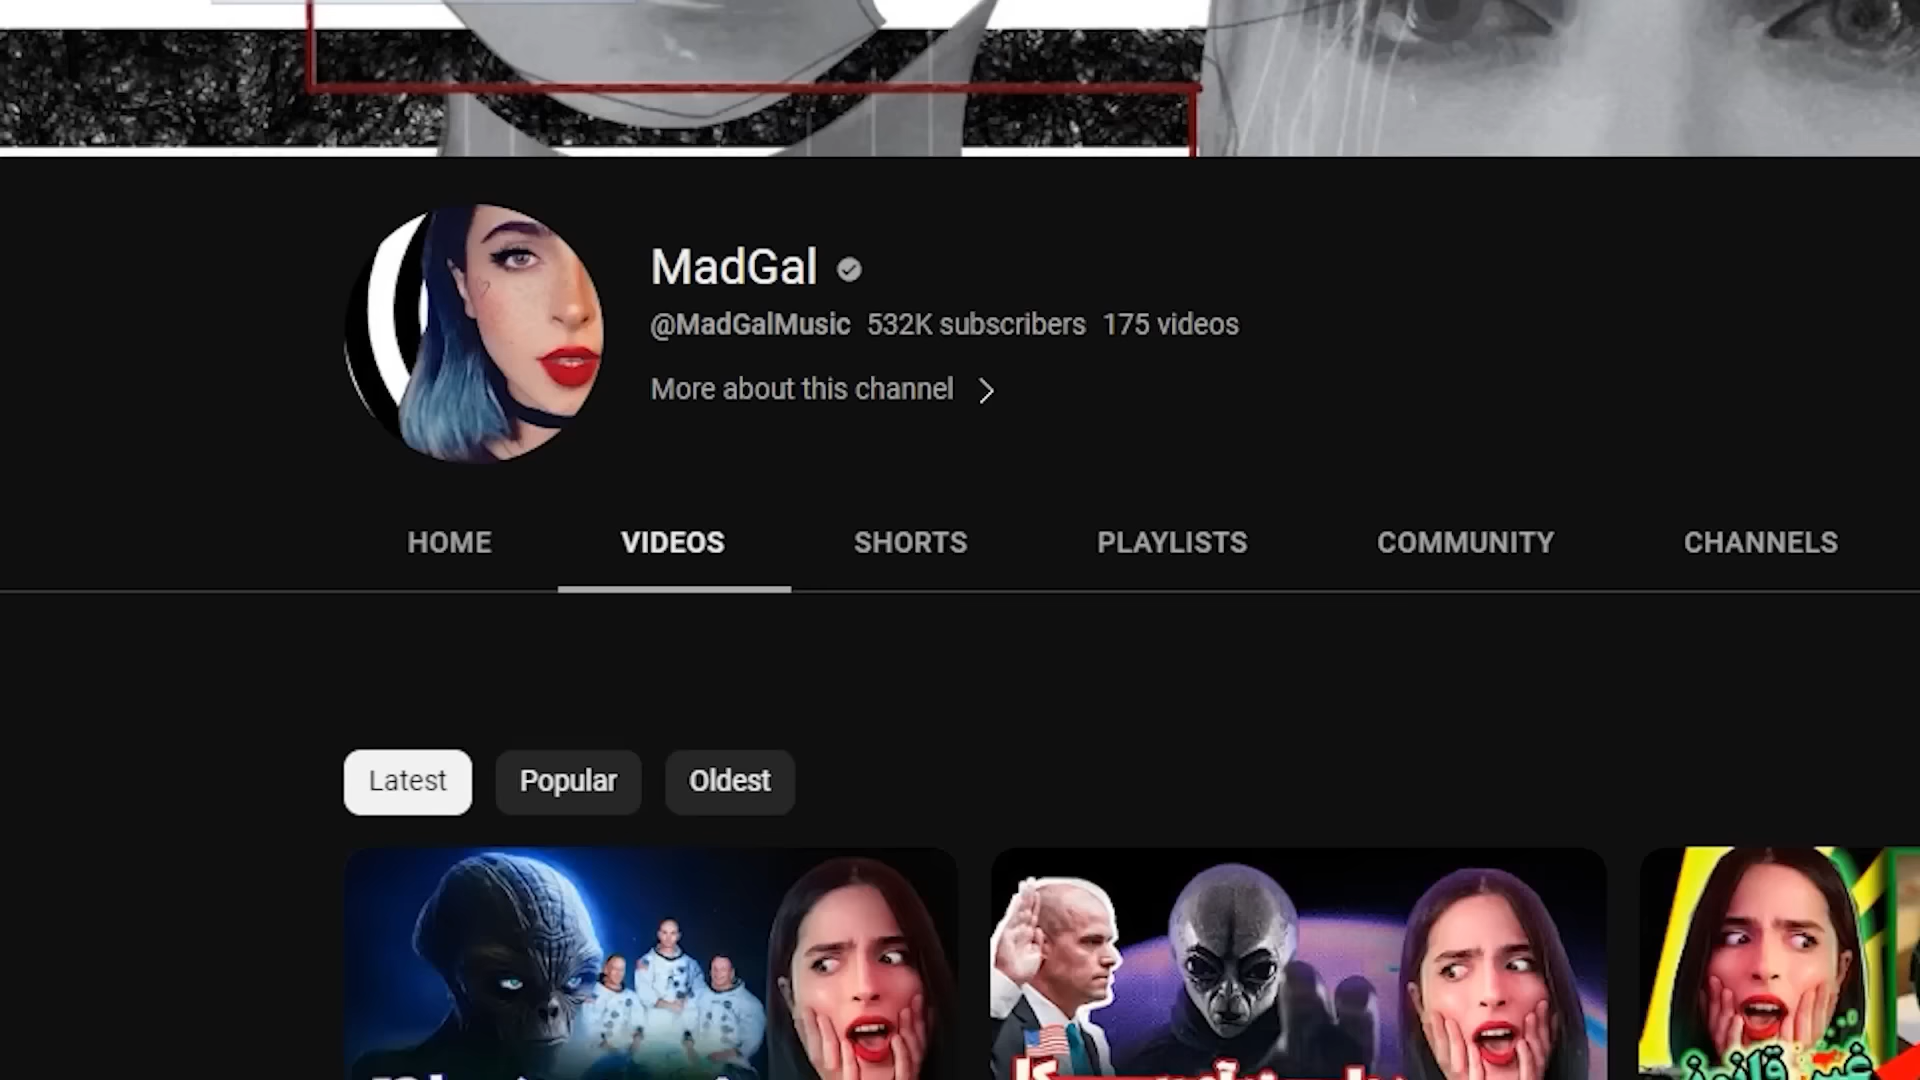 MadGal
@MadGalMusic 532K subscribers 175 videos
More about this channel
HOME VIDEOS SHORTS PLAYLISTS COMMUNITY CHANNELS
Latest Popular Oldest